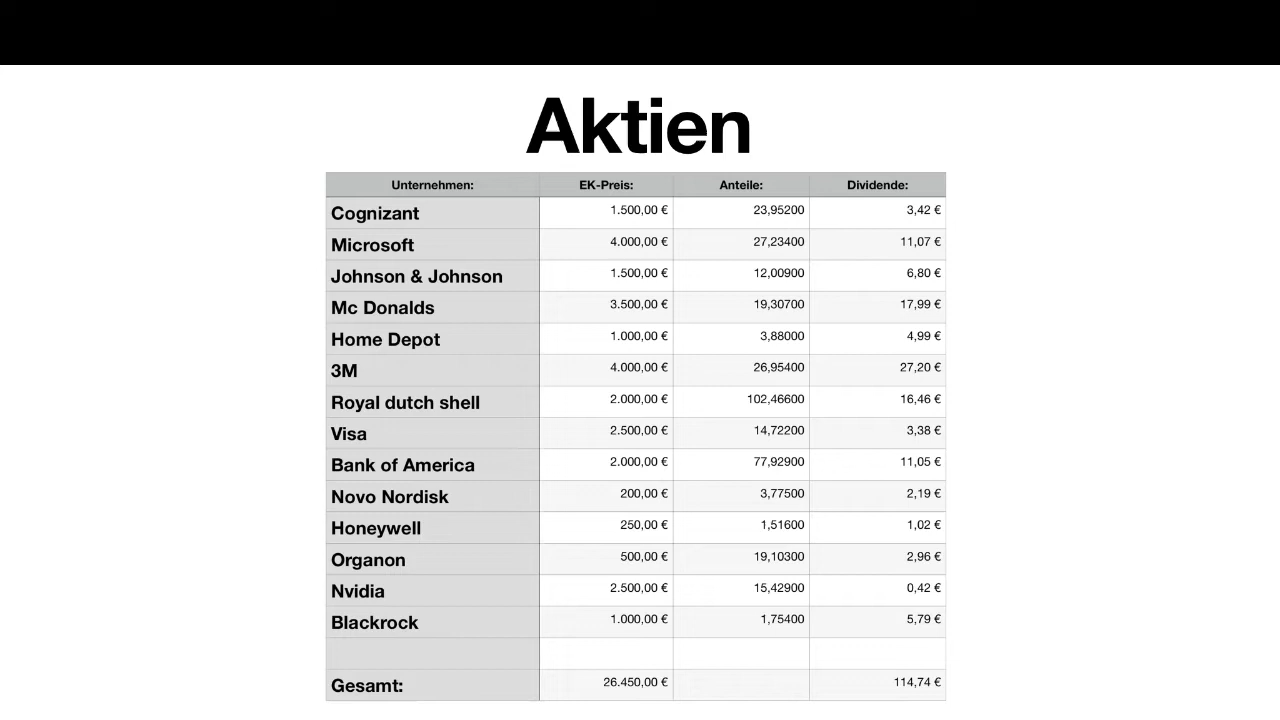 Aktien
Unternehmen: EK-Preis: Anteile: Dividende:
Cognizant 1.500,00 € 23,95200 3,42 €
Microsoft 4.000,00 € 27,23400 11,07 €
Johnson & Johnson 1.500,00 € 12,00900 6,80 €
Mc Donalds 3.500,00 € 19,30700 17,99 €
Home Depot 1.000,00 € 3,88000 4,99 €
3M 4.000,00 € 26,95400 27,20 €
Royal dutch shell 2.000,00 € 102,46600 16,46 €
Visa 2.500,00 € 14,72200 3,38 €
Bank of America 2.000,00 € 77,92900 11,05 €
Novo Nordisk 200,00 € 3,77500 2,19 €
Honeywell 250,00 € 1,51600 1,02 €
Organon 500,00 € 19,10300 2,96 €
Nvidia 2.500,00 € 15,42900 0,42 €
Blackrock 1.000,00 € 1,75400 5,79 €
Gesamt: 26.450,00 € 114,74 €